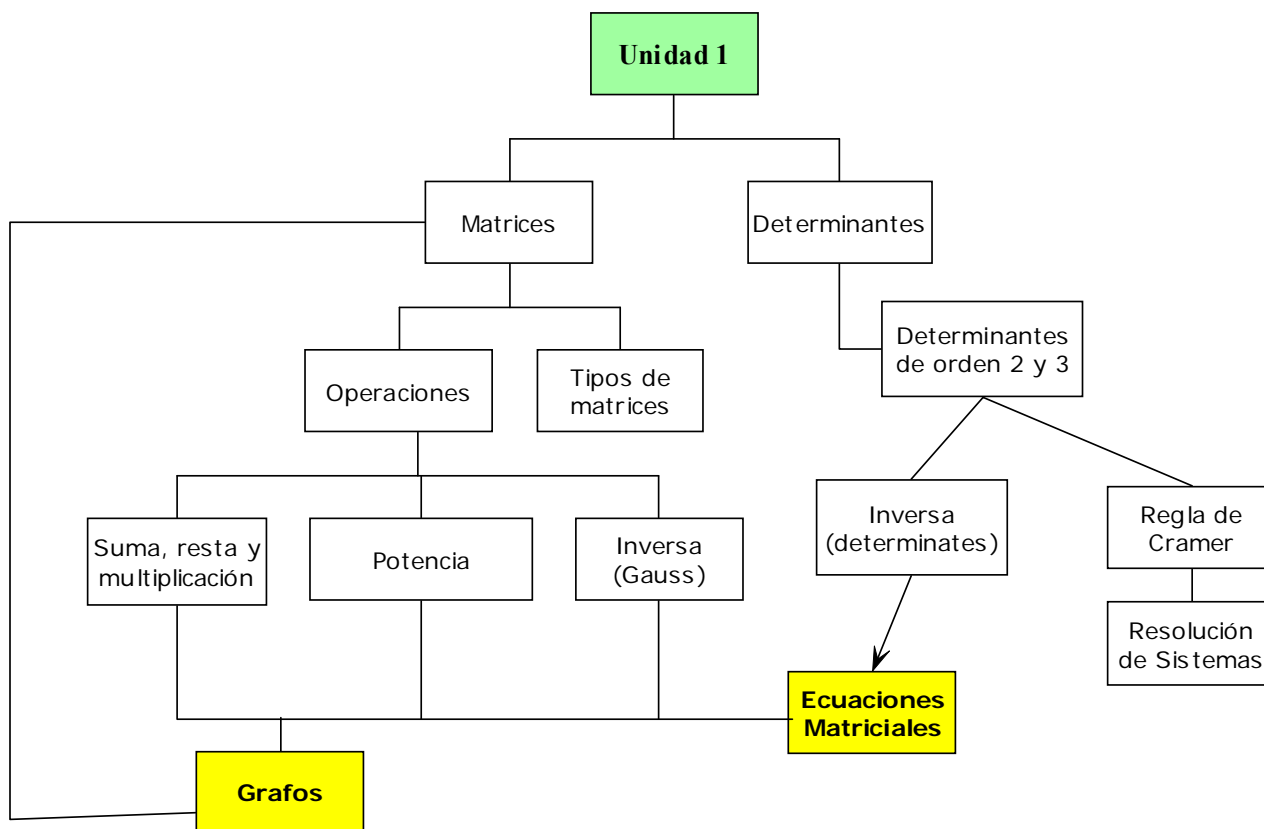 Unidad 1
Matrices
Determinantes
Determinantes
de orden 2 y 3
Operaciones
Tipos de
matrices
Suma, resta y
multiplicación
Potencia
Inversa
(Gauss)
Inversa
(determinates)
Regla de
Cramer
Resolución
de Sistemas
Ecuaciones
Matriciales
Grafos